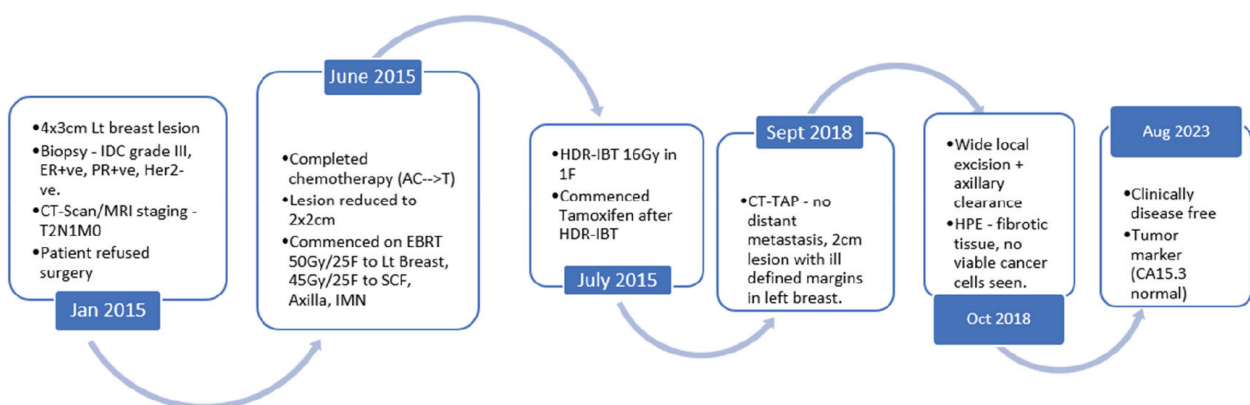 •4x3cm Lt breast lesion
•Biopsy - IDC grade III,
ER+ve, PR+ve, Her2-
ve.
•CT-Scan/MRI staging -
T2N1M0
•Patient refused
surgery
Jan 2015
June 2015
•Completed
chemotherapy (AC-->T)
•Lesion reduced to
2x2cm
•Commenced on EBRT
50Gy/25F to Lt Breast,
45Gy/25F to SCF,
Axilla, IMN
•HDR-IBT 16Gy in
1F
•Commenced
Tamoxifen after
HDR-IBT
July 2015
Sept 2018
•CT-TAP - no
distant
metastasis, 2cm
lesion with ill
defined margins
in left breast.
•Wide local
excision +
axillary
clearance
•HPE - fibrotic
tissue, no
viable cancer
cells seen.
Oct 2018
Aug 2023
•Clinically
disease free
•Tumor
marker
(CA15.3
normal)